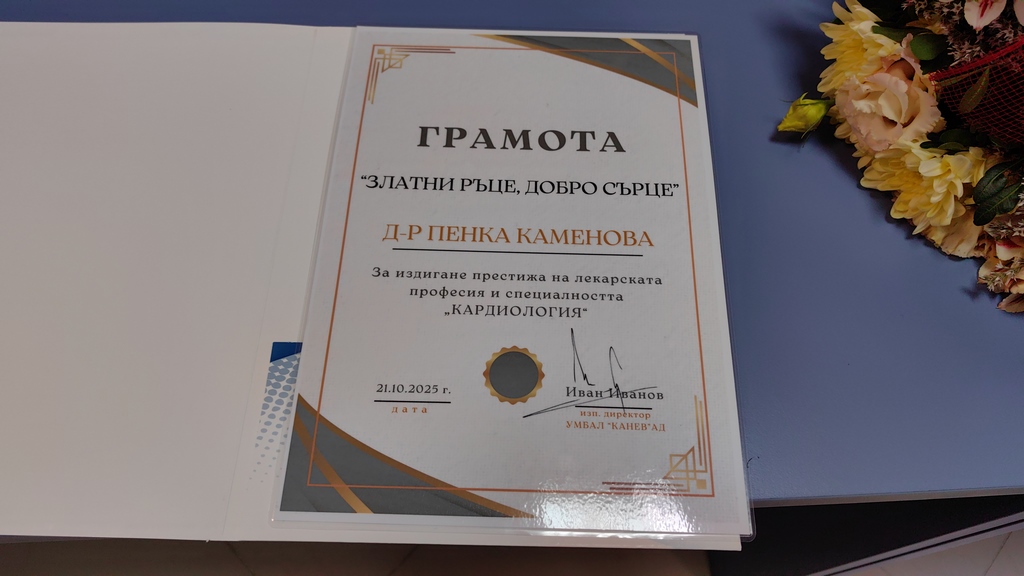 ГРАМОТА
“ЗЛАТНИ РЪЦЕ, ДОБРО СЪРЦЕ”
Д-Р ПЕНКА КАМЕНОВА
За издигане престижа на лекарската
професия и специалността
„КАРДИОЛОГИЯ“
21.10.2025 г.
дата
Иван Иванов
изп. директор
УМБАЛ "КАНЕВ"АД